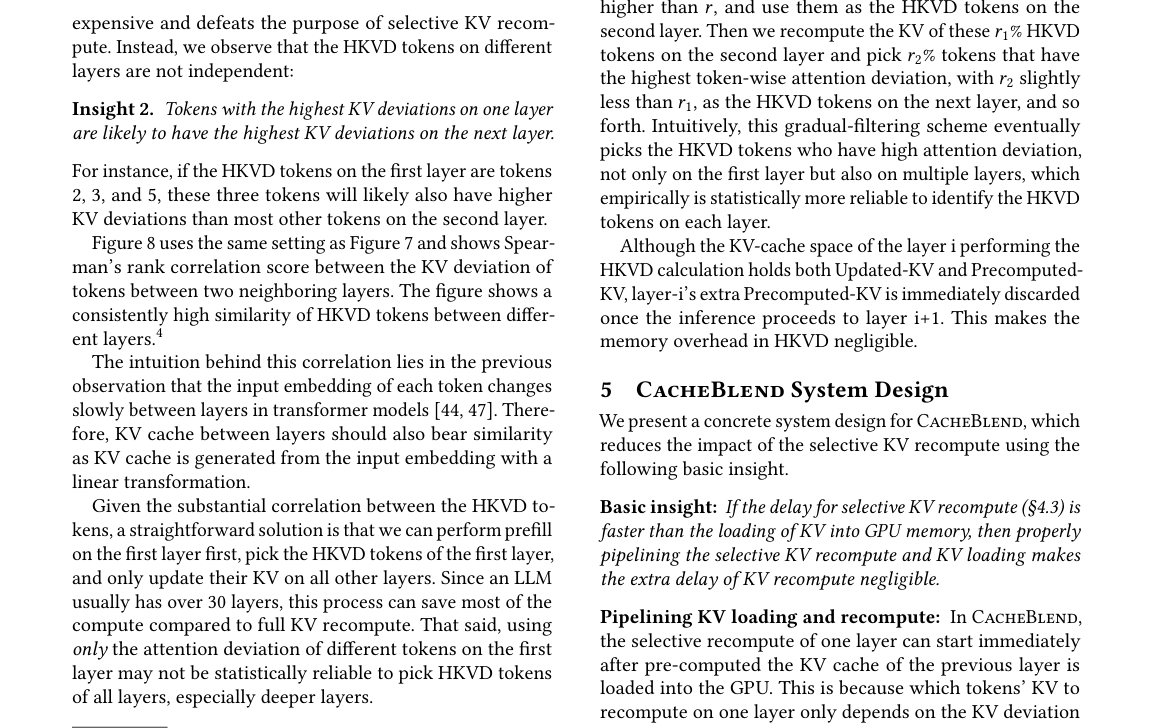 expensive and defeats the purpose of selective KV recom-
pute. Instead, we observe that the HKVD tokens on different
layers are not independent:
Insight 2. Tokens with the highest KV deviations on one layer
are likely to have the highest KV deviations on the next layer.
For instance, if the HKVD tokens on the first layer are tokens
2, 3, and 5, these three tokens will likely also have higher
KV deviations than most other tokens on the second layer.
Figure 8 uses the same setting as Figure 7 and shows Spear-
man's rank correlation score between the KV deviation of
tokens between two neighboring layers. The figure shows a
consistently high similarity of HKVD tokens between differ-
ent layers.4
The intuition behind this correlation lies in the previous
observation that the input embedding of each token changes
slowly between layers in transformer models [44, 47]. There-
fore, KV cache between layers should also bear similarity
as KV cache is generated from the input embedding with a
linear transformation.
Given the substantial correlation between the HKVD to-
kens, a straightforward solution is that we can perform prefill
on the first layer first, pick the HKVD tokens of the first layer,
and only update their KV on all other layers. Since an LLM
usually has over 30 layers, this process can save most of the
compute compared to full KV recompute. That said, using
only the attention deviation of different tokens on the first
layer may not be statistically reliable to pick HKVD tokens
of all layers, especially deeper layers.
higher than r, and use them as the HKVD tokens on the
second layer. Then we recompute the KV of these r1% HKVD
tokens on the second layer and pick r2% tokens that have
the highest token-wise attention deviation, with r2 slightly
less than r1, as the HKVD tokens on the next layer, and so
forth. Intuitively, this gradual-filtering scheme eventually
picks the HKVD tokens who have high attention deviation,
not only on the first layer but also on multiple layers, which
empirically is statistically more reliable to identify the HKVD
tokens on each layer.
Although the KV-cache space of the layer i performing the
HKVD calculation holds both Updated-KV and Precomputed-
KV, layer-i's extra Precomputed-KV is immediately discarded
once the inference proceeds to layer i+1. This makes the
memory overhead in HKVD negligible.
5 CacheBlend System Design
We present a concrete system design for CacheBlend, which
reduces the impact of the selective KV recompute using the
following basic insight.
Basic insight: If the delay for selective KV recompute (§4.3) is
faster than the loading of KV into GPU memory, then properly
pipelining the selective KV recompute and KV loading makes
the extra delay of KV recompute negligible.
Pipelining KV loading and recompute: In CacheBlend,
the selective recompute of one layer can start immediately
after pre-computed the KV cache of the previous layer is
loaded into the GPU. This is because which tokens' KV to
recompute on one layer only depends on the KV deviation